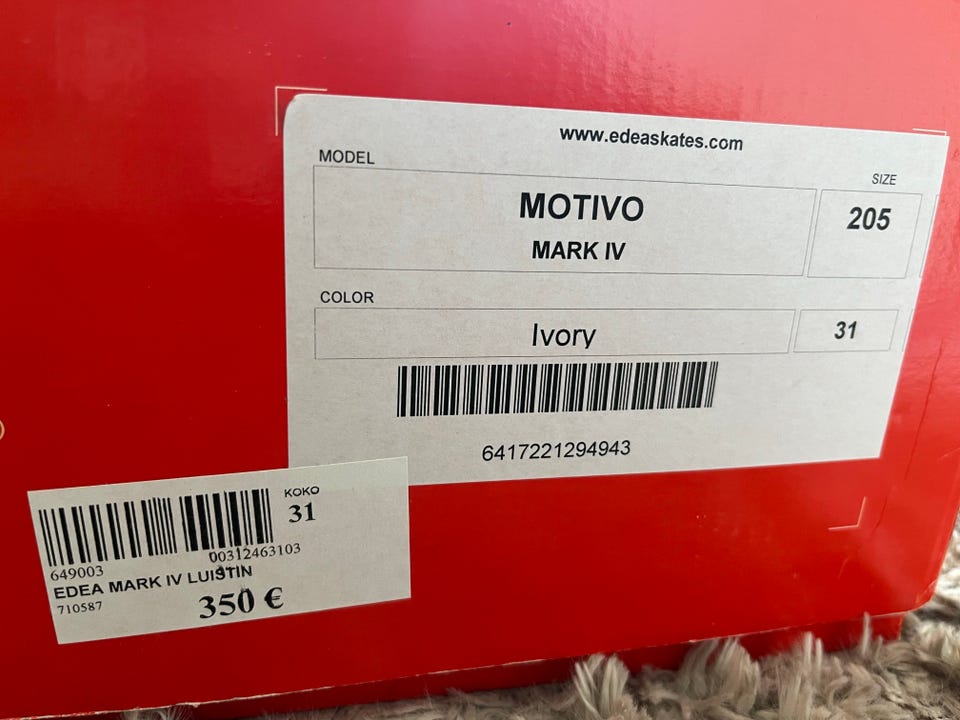 www.edeaskates.com
MODEL
SIZE
MOTIVO
205
MARK IV
COLOR
Ivory
31
6417221294943
KOKO
31
649003
00312463103
EDEA MARK IV LUISTIN
710587
350 €